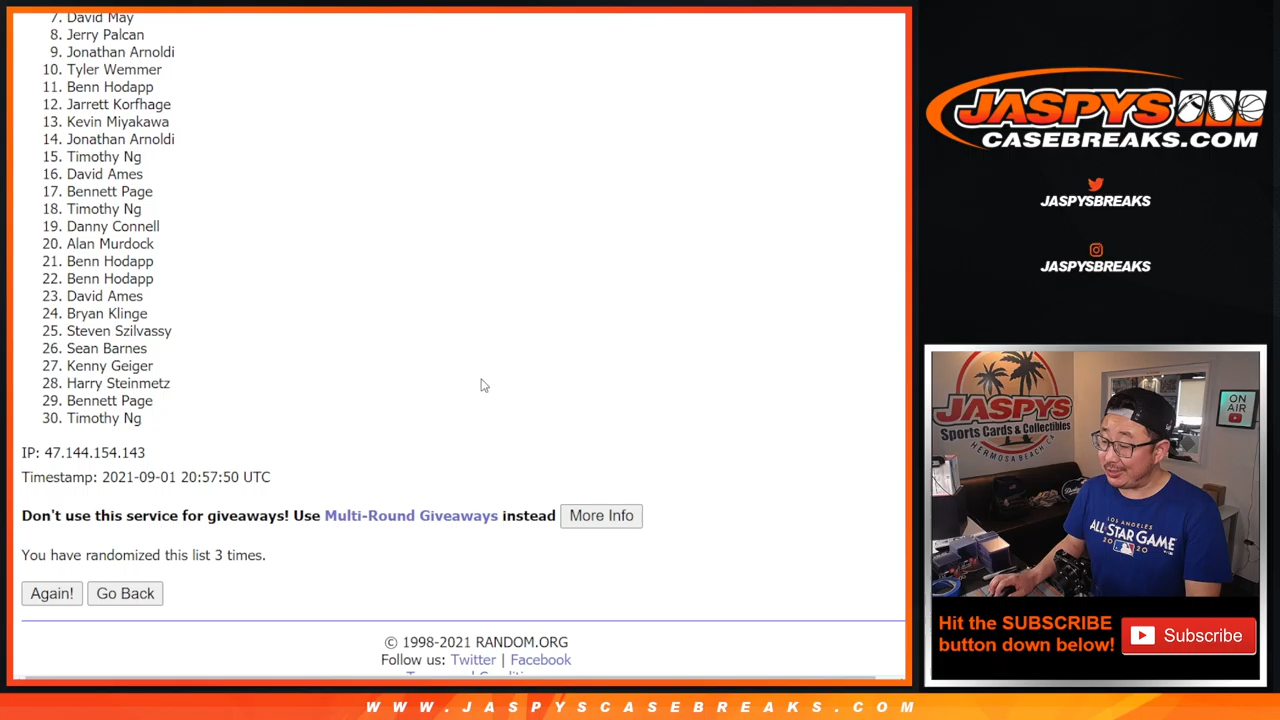 7. David May
8. Jerry Palcan
9. Jonathan Arnoldi
10. Tyler Wemmer
11. Benn Hodapp
12. Jarrett Korfhage
13. Kevin Miyakawa
14. Jonathan Arnoldi
15. Timothy Ng
16. David Ames
17. Bennett Page
18. Timothy Ng
19. Danny Connell
20. Alan Murdock
21. Benn Hodapp
22. Benn Hodapp
23. David Ames
24. Bryan Klinge
25. Steven Szilvassy
26. Sean Barnes
27. Kenny Geiger
28. Harry Steinmetz
29. Bennett Page
30. Timothy Ng
IP: 47.144.154.143
Timestamp: 2021-09-01 20:57:50 UTC
Don't use this service for giveaways! Use Multi-Round Giveaways instead More Info
You have randomized this list 3 times.
Again! Go Back
© 1998-2021 RANDOM.ORG
Follow us: Twitter | Facebook
JASPYS
CASEBREAKS.COM
JASPYSBREAKS
JASPYSBREAKS
JASPYS
Sports Cards & Collectibles
HERMOSA BEACH, CA
ON
AIR
LOS ANGELES
ALL STAR GAME
2020
Hit the SUBSCRIBE
button down below!
Subscribe
WWW.JASPYSCASEBREAKS.COM